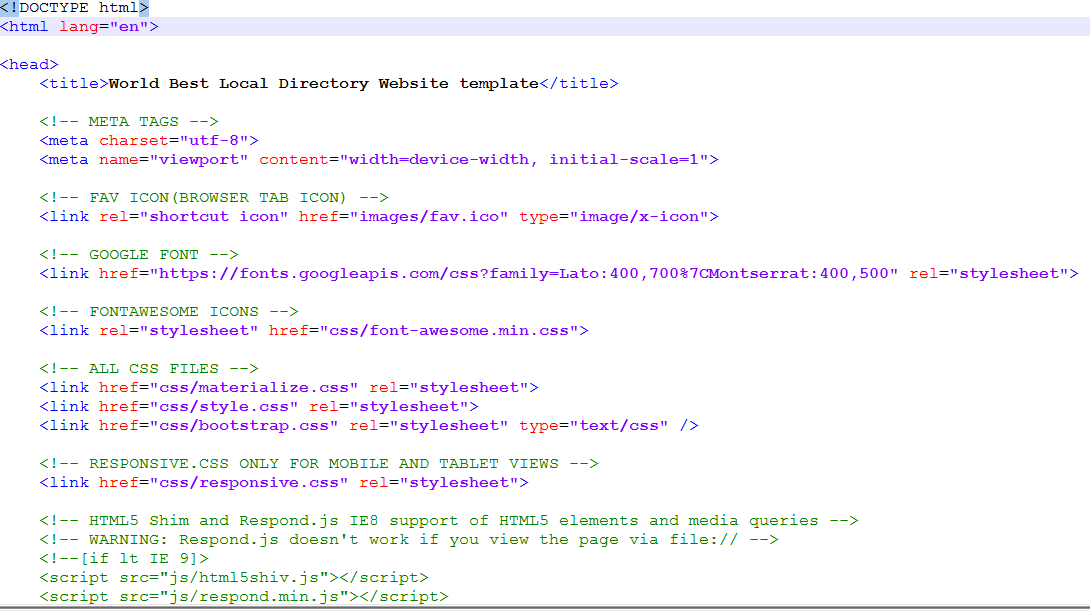 <!DOCTYPE html>
<html lang="en">
<head>
<title>World Best Local Directory Website template</title>
<!-- META TAGS -->
<meta charset="utf-8">
<meta name="viewport" content="width=device-width, initial-scale=1">
<!-- FAV ICON(BROWSER TAB ICON) -->
<link rel="shortcut icon" href="images/fav.ico" type="image/x-icon">
<!-- GOOGLE FONT -->
<link href="https://fonts.googleapis.com/css?family=Lato:400,700%7CMontserrat:400,500" rel="stylesheet">
<!-- FONTAWESOME ICONS -->
<link rel="stylesheet" href="css/font-awesome.min.css">
<!-- ALL CSS FILES -->
<link href="css/materialize.css" rel="stylesheet">
<link href="css/style.css" rel="stylesheet">
<link href="css/bootstrap.css" rel="stylesheet" type="text/css" />
<!-- RESPONSIVE.CSS ONLY FOR MOBILE AND TABLET VIEWS -->
<link href="css/responsive.css" rel="stylesheet">
<!-- HTML5 Shim and Respond.js IE8 support of HTML5 elements and media queries -->
<!-- WARNING: Respond.js doesn't work if you view the page via file:// -->
<!--[if lt IE 9]>
<script src="js/html5shiv.js"></script>
<script src="js/respond.min.js"></script>